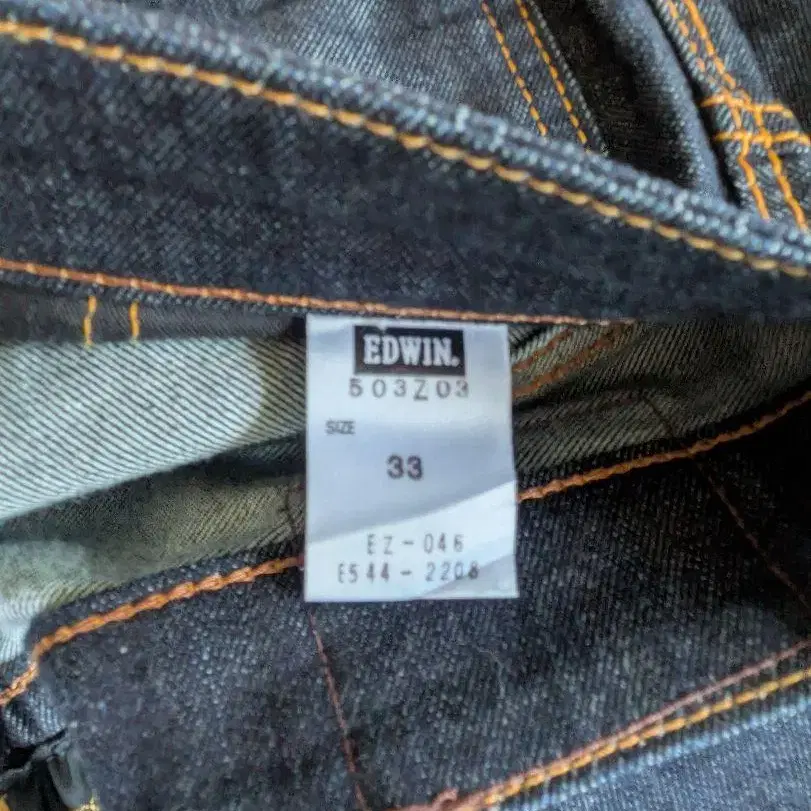 EDWIN.
503Z03
SIZE
33
EZ-046
E544-2208